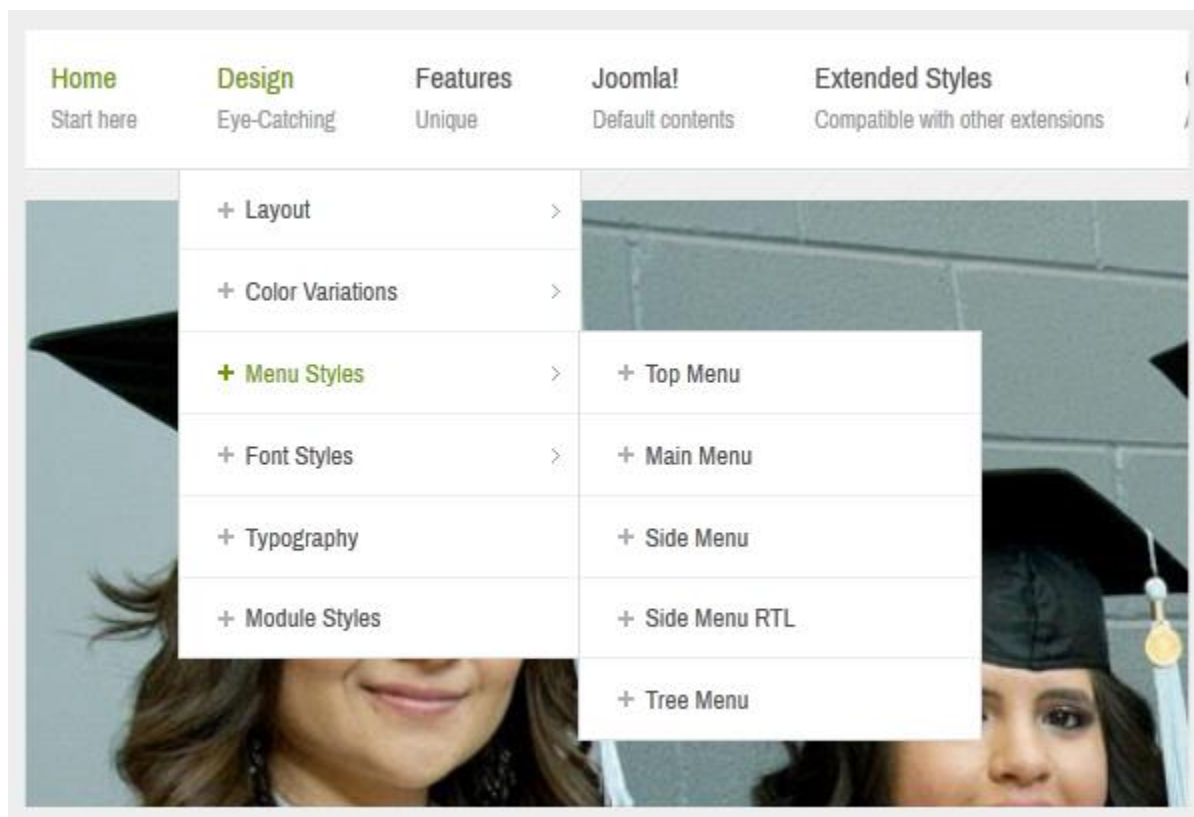 Home
Start here
Design
Eye-Catching
Features
Unique
Joomla!
Default contents
Extended Styles
Compatible with other extensions
+ Layout
+ Color Variations
+ Menu Styles
+ Font Styles
+ Typography
+ Module Styles
+ Top Menu
+ Main Menu
+ Side Menu
+ Side Menu RTL
+ Tree Menu